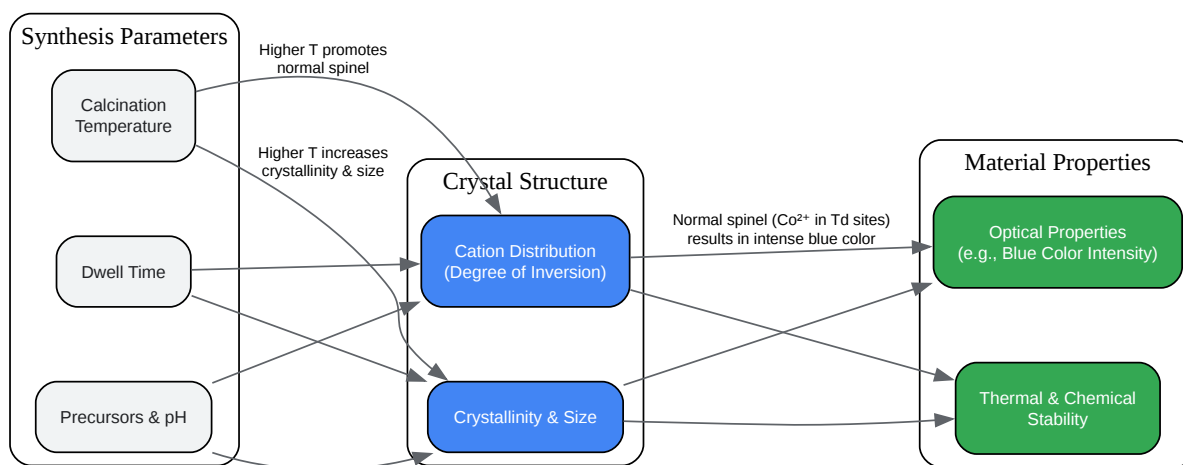 Synthesis Parameters
Calcination
Temperature
Dwell Time
Precursors & pH
Higher T promotes
normal spinel
Higher T increases
crystallinity & size
Crystal Structure
Cation Distribution
(Degree of Inversion)
Crystallinity & Size
Normal spinel (Co²⁺ in Td sites)
results in intense blue color
Material Properties
Optical Properties
(e.g., Blue Color Intensity)
Thermal & Chemical
Stability